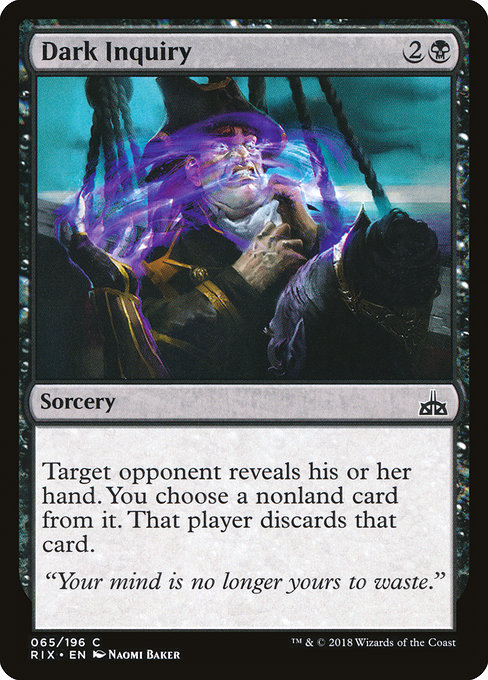 Dark Inquiry 2
Sorcery
Target opponent reveals his or her
hand. You choose a nonland card
from it. That player discards that
card.
“Your mind is no longer yours to waste.”
065/196 C
RIX • EN Naomi Baker
™ & © 2018 Wizards of the Coast